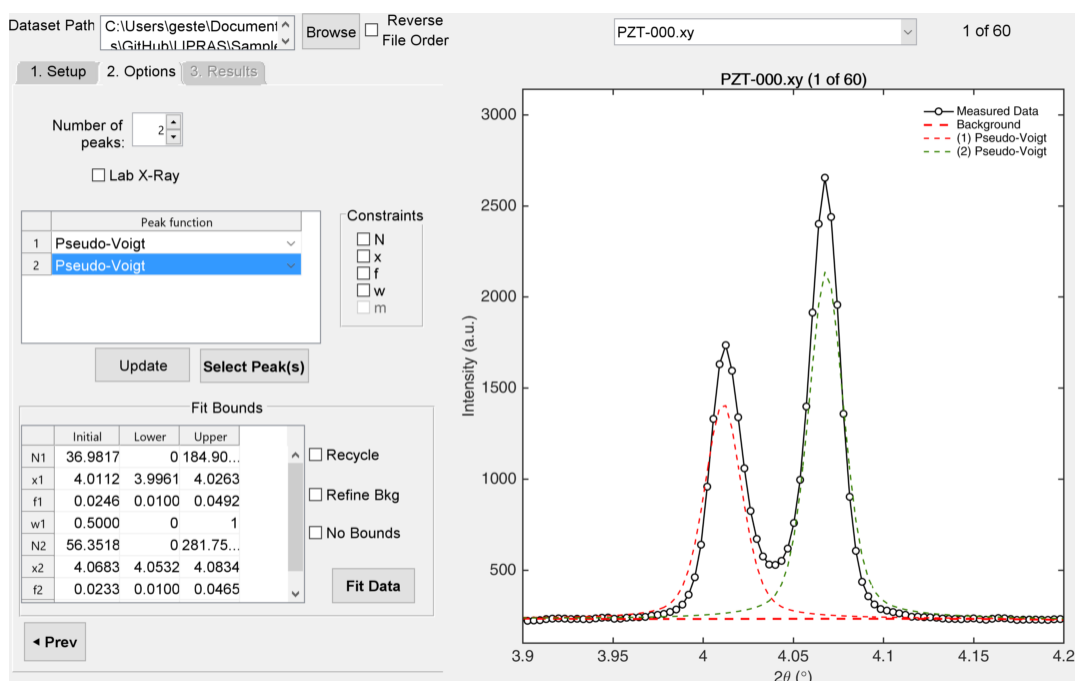 Dataset Path
C:\Users\geste\Document
s\GitHub\LIPRAS\Sample
Browse
Reverse
File Order
PZT-000.xy
1 of 60
1. Setup
2. Options
3. Results
Number of
peaks:
2
Lab X-Ray
Peak function
1 Pseudo-Voigt
2 Pseudo-Voigt
Constraints
N
x
f
w
m
Update
Select Peak(s)
Fit Bounds
Initial Lower Upper
N1 36.9817 0 184.90...
x1 4.0112 3.9961 4.0263
f1 0.0246 0.0100 0.0492
w1 0.5000 0 1
N2 56.3518 0 281.75...
x2 4.0683 4.0532 4.0834
f2 0.0233 0.0100 0.0465
Recycle
Refine Bkg
No Bounds
Fit Data
Prev
PZT-000.xy (1 of 60)
Measured Data
Background
(1) Pseudo-Voigt
(2) Pseudo-Voigt
Intensity (a.u.)
3000
2500
2000
1500
1000
500
3.9 3.95 4 4.05 4.1 4.15 4.2
2θ (°)